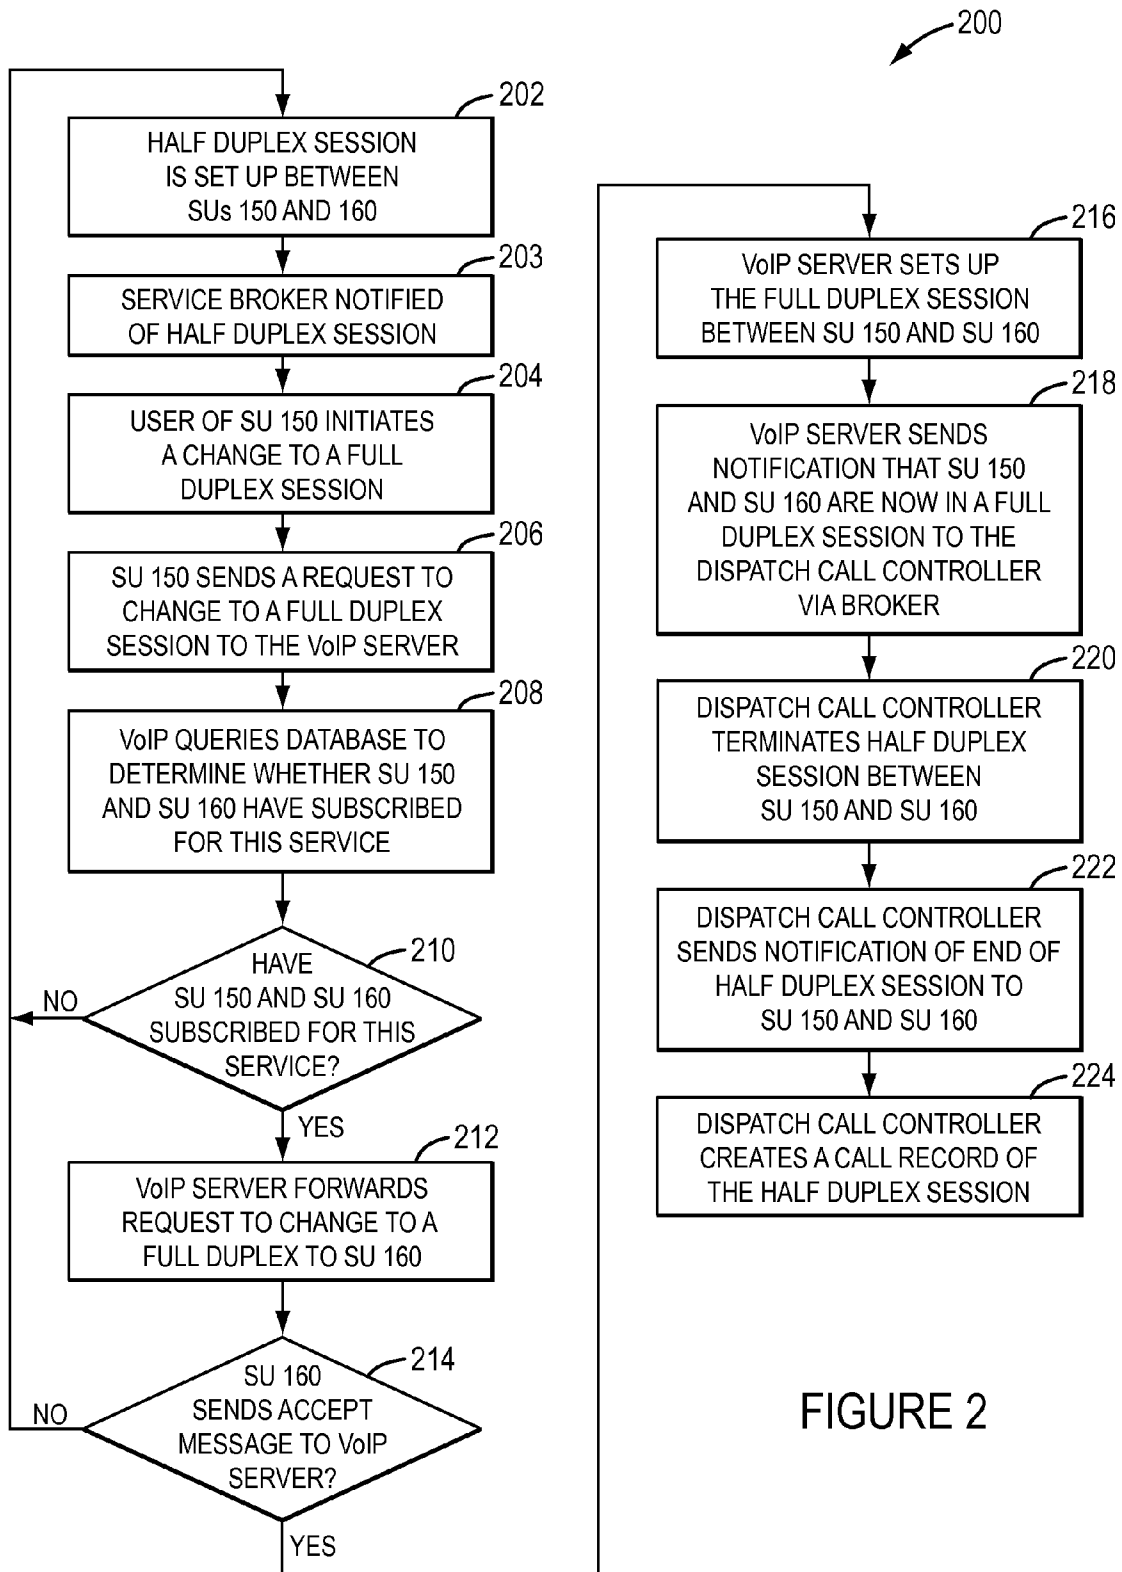 200
202
HALF DUPLEX SESSION
IS SET UP BETWEEN
SUs 150 AND 160
203
SERVICE BROKER NOTIFIED
OF HALF DUPLEX SESSION
204
USER OF SU 150 INITIATES
A CHANGE TO A FULL
DUPLEX SESSION
206
SU 150 SENDS A REQUEST TO
CHANGE TO A FULL DUPLEX
SESSION TO THE VoIP SERVER
208
VoIP QUERIES DATABASE TO
DETERMINE WHETHER SU 150
AND SU 160 HAVE SUBSCRIBED
FOR THIS SERVICE
210
HAVE
SU 150 AND SU 160
SUBSCRIBED FOR THIS
SERVICE?
NO
YES
212
VoIP SERVER FORWARDS
REQUEST TO CHANGE TO A
FULL DUPLEX TO SU 160
214
SU 160
SENDS ACCEPT
MESSAGE TO VoIP
SERVER?
NO
YES
216
VoIP SERVER SETS UP
THE FULL DUPLEX SESSION
BETWEEN SU 150 AND SU 160
218
VoIP SERVER SENDS
NOTIFICATION THAT SU 150
AND SU 160 ARE NOW IN A FULL
DUPLEX SESSION TO THE
DISPATCH CALL CONTROLLER
VIA BROKER
220
DISPATCH CALL CONTROLLER
TERMINATES HALF DUPLEX
SESSION BETWEEN
SU 150 AND SU 160
222
DISPATCH CALL CONTROLLER
SENDS NOTIFICATION OF END OF
HALF DUPLEX SESSION TO
SU 150 AND SU 160
224
DISPATCH CALL CONTROLLER
CREATES A CALL RECORD OF
THE HALF DUPLEX SESSION
FIGURE 2